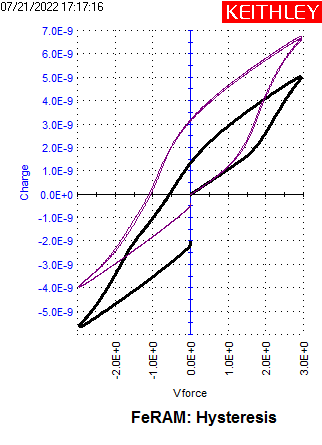 07/21/2022 17:17:16
KEITHLEY
7.0E-9
6.0E-9
5.0E-9
4.0E-9
3.0E-9
2.0E-9
1.0E-9
0.0E+0
-1.0E-9
-2.0E-9
-3.0E-9
-4.0E-9
-5.0E-9
Charge
-2.0E+0
-1.0E+0
0.0E+0
1.0E+0
2.0E+0
3.0E+0
Vforce
FeRAM: Hysteresis